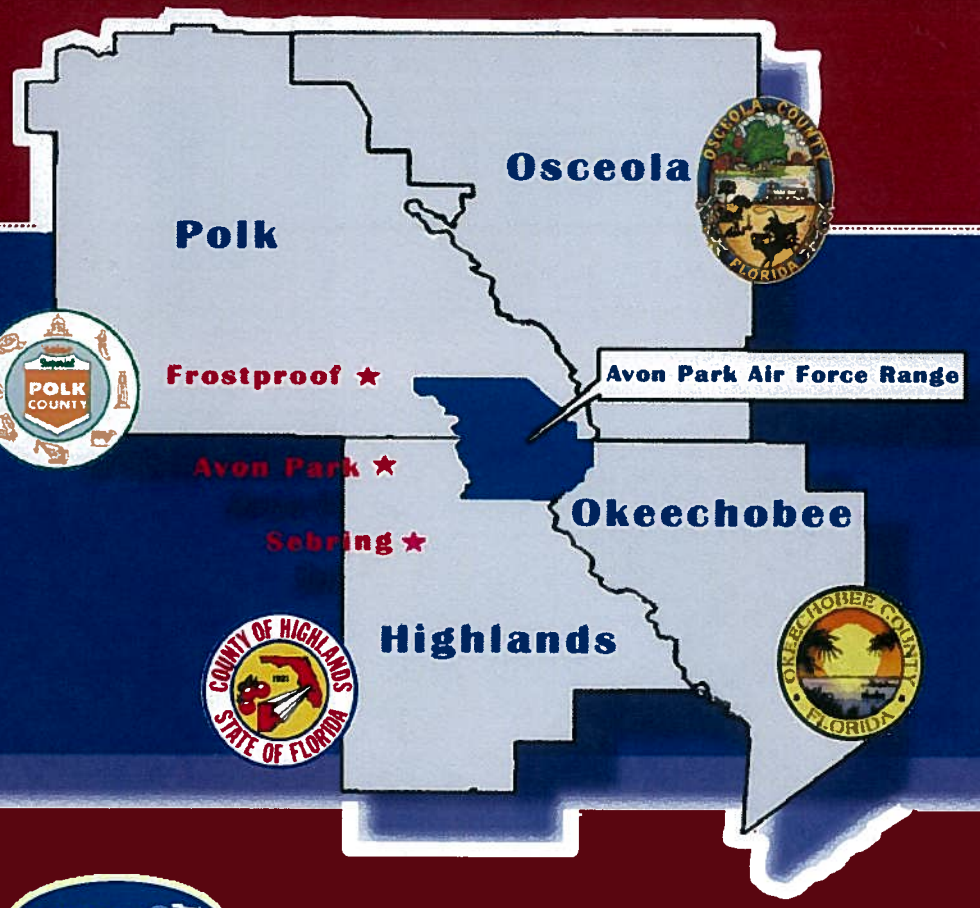 Osceola
OSCEOLA COUNTY
FLORIDA
Polk
POLK
COUNTY
Frostproof
Avon Park Air Force Range
Avon Park
Okeechobee
Sebring
Highlands
COUNTY OF HIGHLANDS
1921
STATE OF FLORIDA
OKEECHOBEE COUNTY
FLORIDA